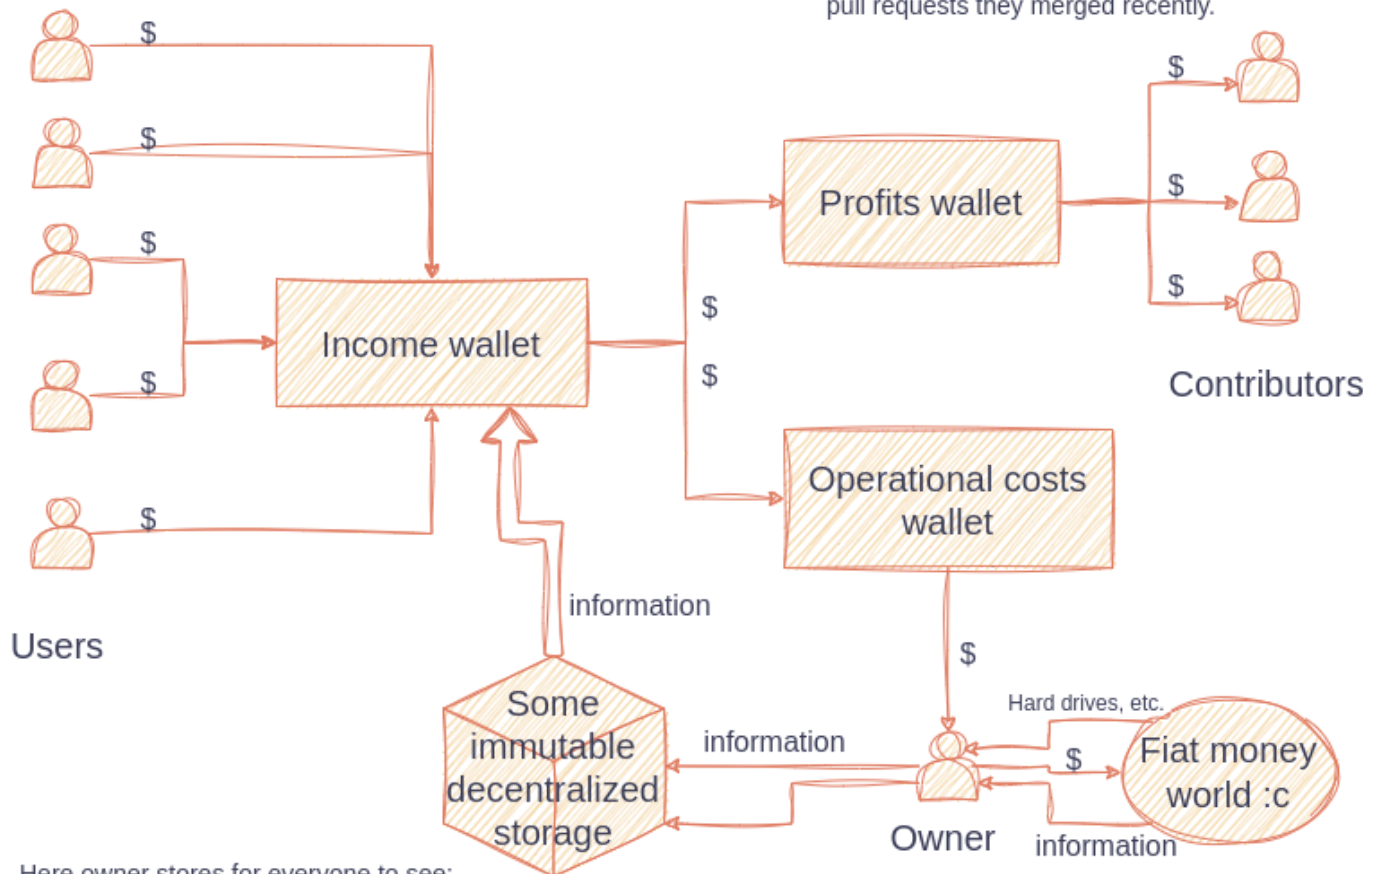 pull requests they merged recently.
$
$
$
$
$
Users
Income wallet
$
$
Profits wallet
$
$
$
Contributors
Operational costs
wallet
$
information
Some
immutable
decentralized
storage
information
Owner
Hard drives, etc.
$
information
Fiat money
world :c
Here owner stores for everyone to see: